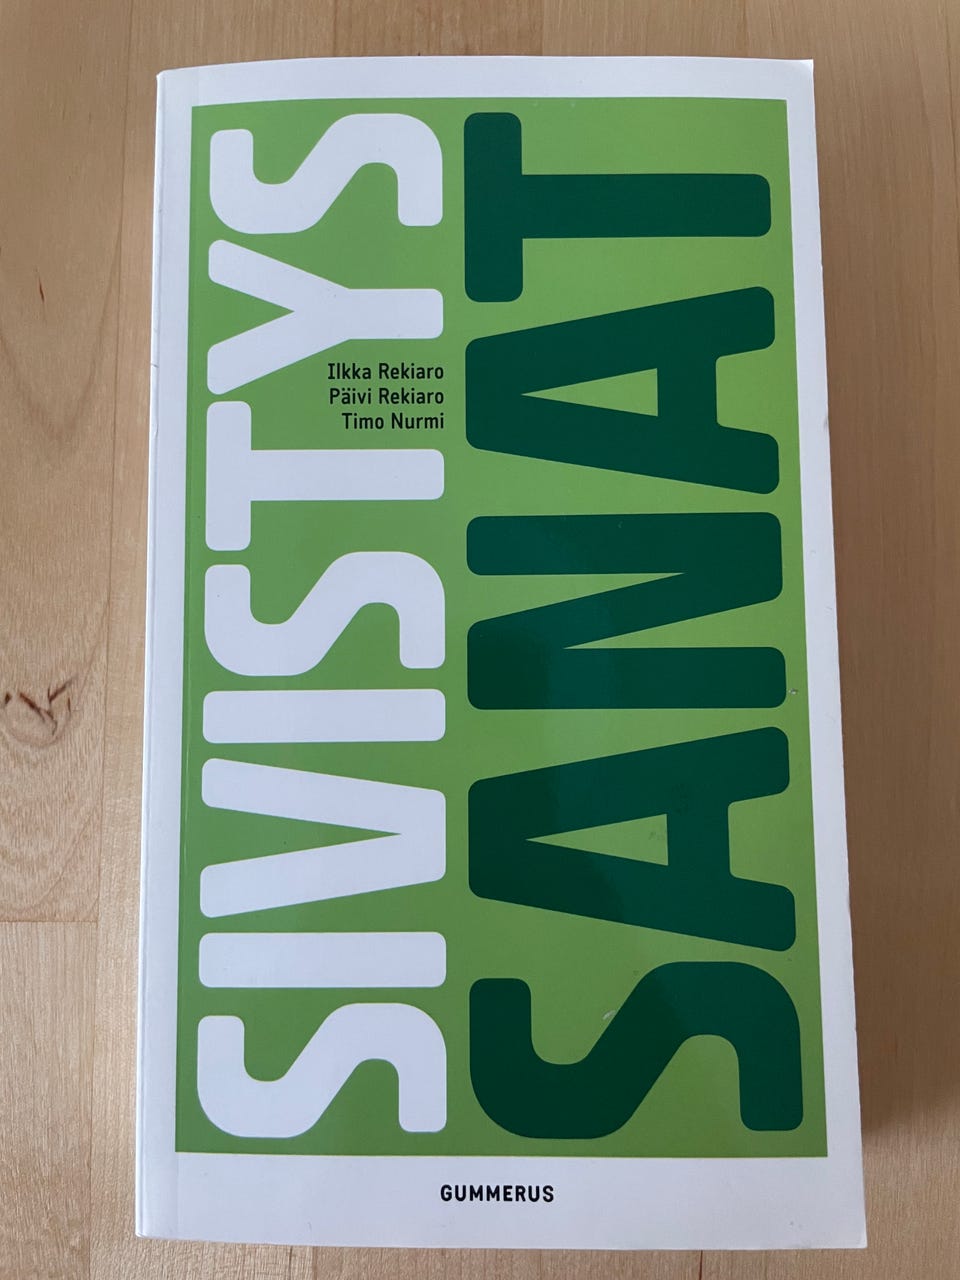 SIVISTYS
SANAT
Ilkka Rekiaro
Päivi Rekiaro
Timo Nurmi
GUMMERUS